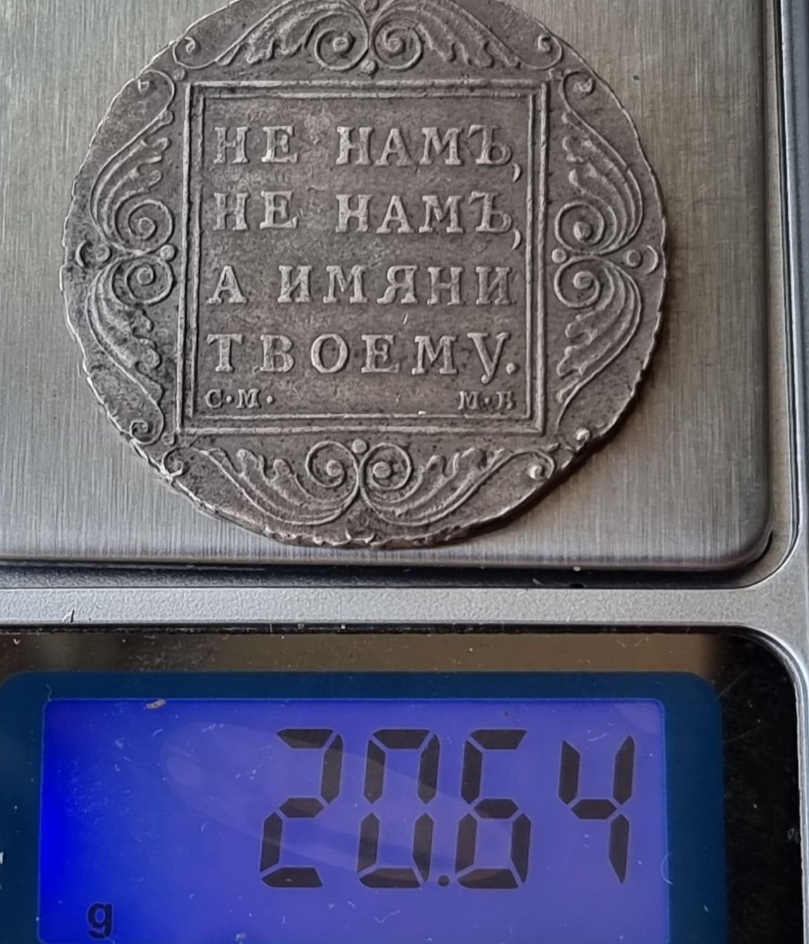 НЕ НАМЪ,
НЕ НАМЪ,
А ИМЯНИ
ТВОЕМУ.
С·М· М·Б
20.64
g